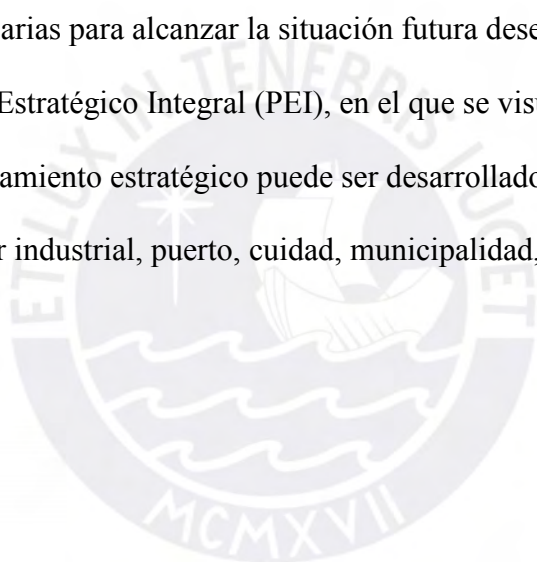 arias para alcanzar la situación futura dese
Estratégico Integral (PEI), en el que se vis
amiento estratégico puede ser desarrollado
r industrial, puerto, cuidad, municipalidad,
ET LUX IN TENEBRIS LUCET
MCMXVII